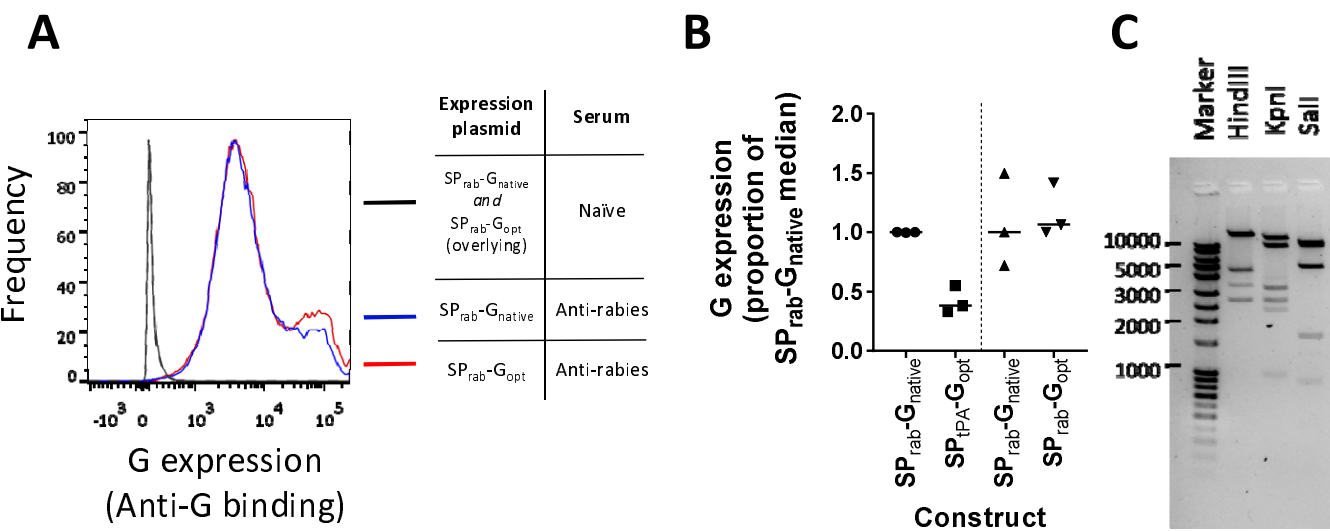 A
Frequency
100
80
60
40
20
0
-10³ 0 10³ 10⁴ 10⁵
G expression
(Anti-G binding)
Expression
plasmid
Serum
SPrab-Gnative
and
SPrab-Gopt
(overlying)
Naïve
SPrab-Gnative
Anti-rabies
SPrab-Gopt
Anti-rabies
B
G expression
(proportion of
SPrab-Gnative median)
2.0
1.5
1.0
0.5
0.0
SPrab-Gnative
SPtPA-Gopt
SPrab-Gnative
SPrab-Gopt
Construct
C
Marker
HindIII
KpnI
SalI
10000
5000
3000
2000
1000